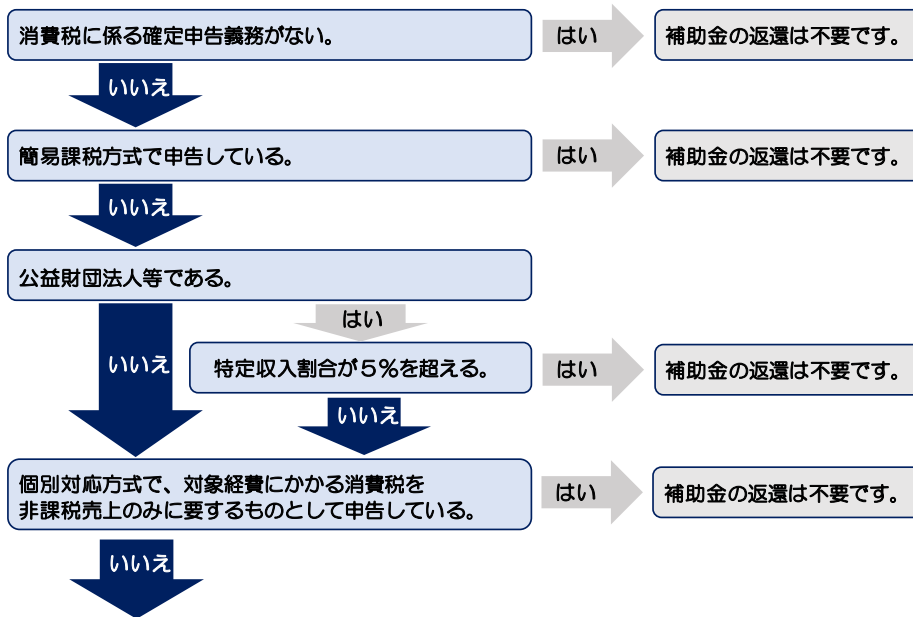 消費税に係る確定申告義務がない。
はい
補助金の返還は不要です。
いいえ
簡易課税方式で申告している。
はい
補助金の返還は不要です。
いいえ
公益財団法人等である。
はい
いいえ
特定収入割合が5%を超える。
はい
補助金の返還は不要です。
いいえ
個別対応方式で、対象経費にかかる消費税を
非課税売上のみに要するものとして申告している。
はい
補助金の返還は不要です。
いいえ